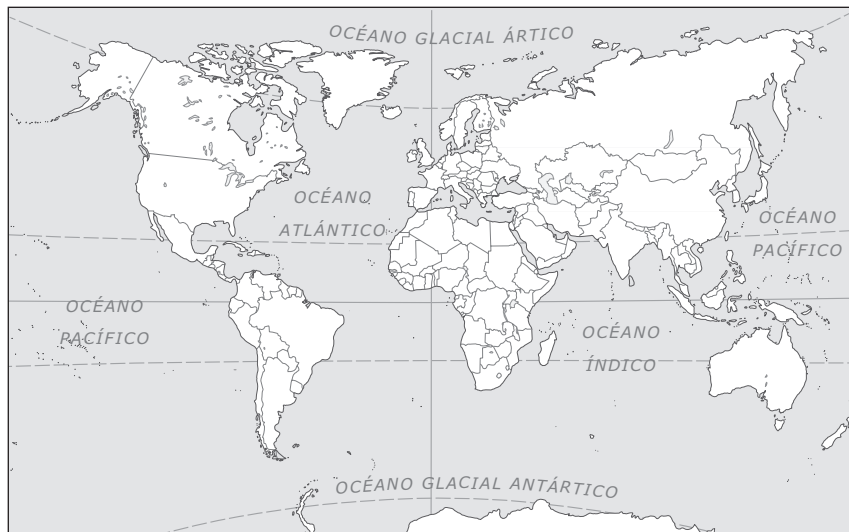 OCÉANO GLACIAL ÁRTICO
OCÉANO
ATLÁNTICO
OCÉANO
PACÍFICO
OCÉANO
PACÍFICO
OCÉANO
ÍNDICO
OCÉANO GLACIAL ANTÁRTICO